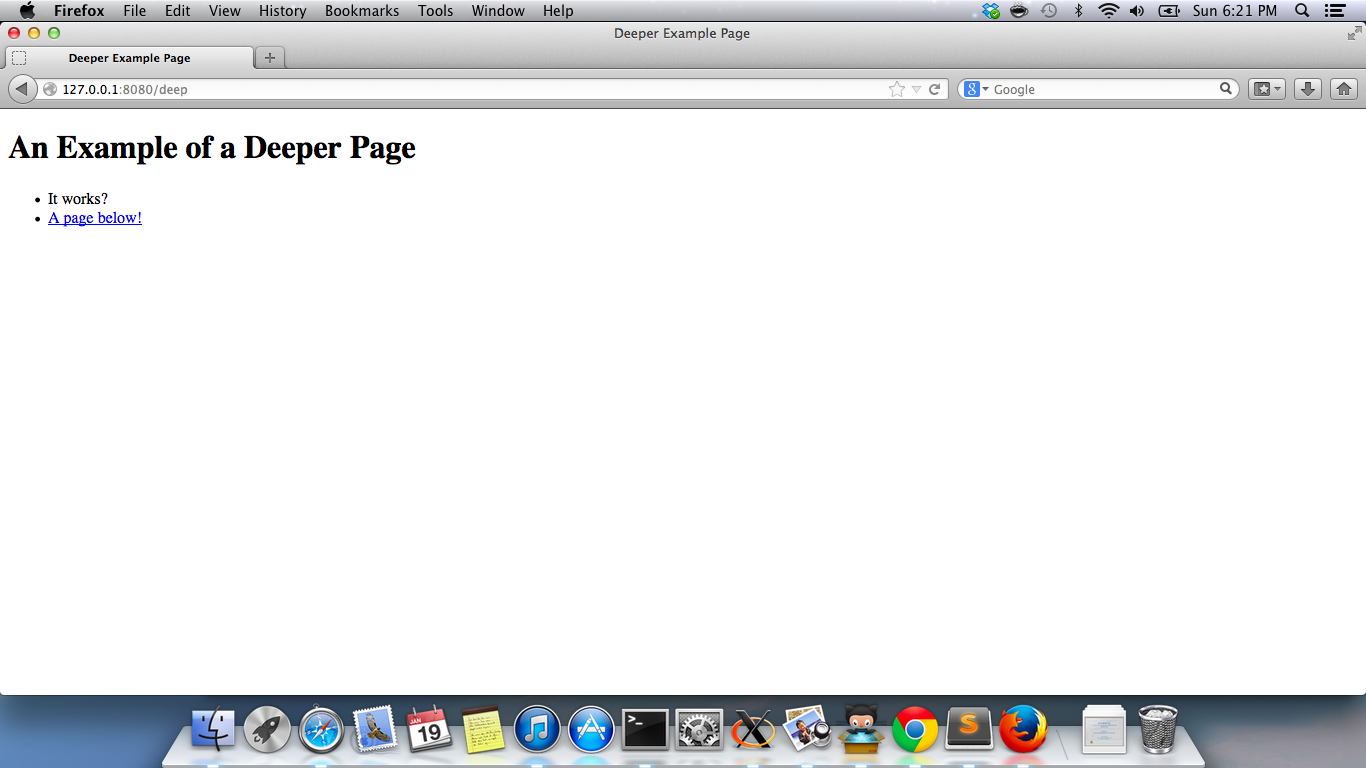 Firefox File Edit View History Bookmarks Tools Window Help Sun 6:21 PM
Deeper Example Page
Deeper Example Page
127.0.0.1:8080/deep Google
An Example of a Deeper Page
It works?
A page below!
JAN
19